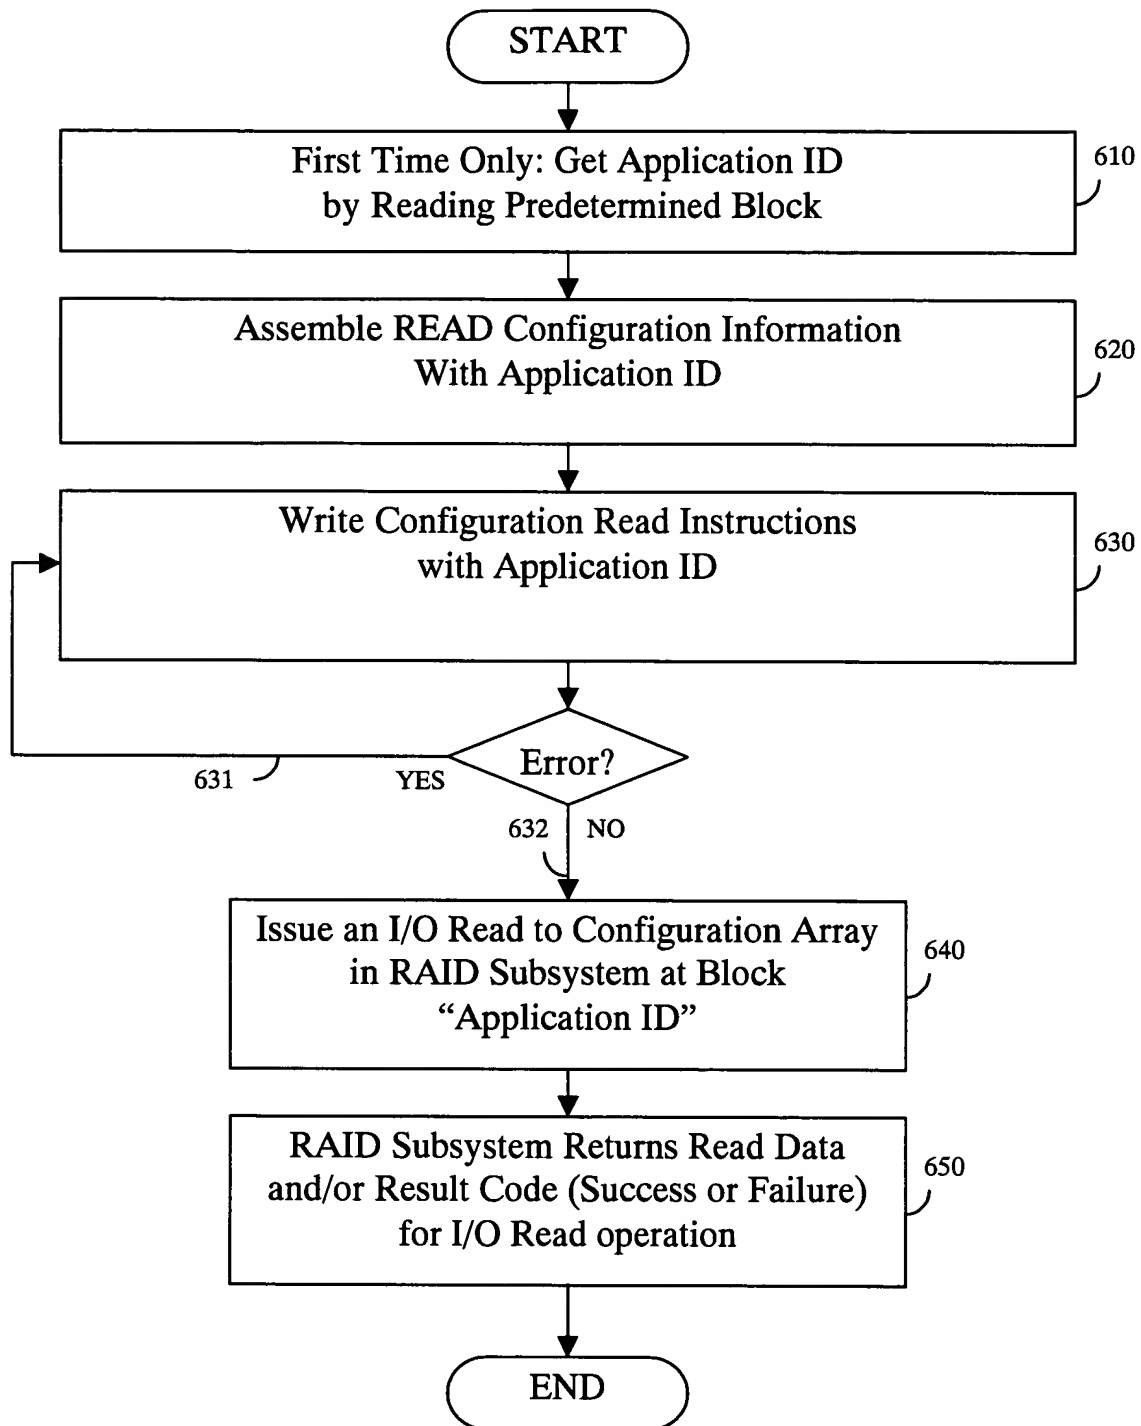 START
First Time Only: Get Application ID
by Reading Predetermined Block
610
Assemble READ Configuration Information
With Application ID
620
Write Configuration Read Instructions
with Application ID
630
Error?
631
YES
632
NO
Issue an I/O Read to Configuration Array
in RAID Subsystem at Block
“Application ID”
640
RAID Subsystem Returns Read Data
and/or Result Code (Success or Failure)
for I/O Read operation
650
END